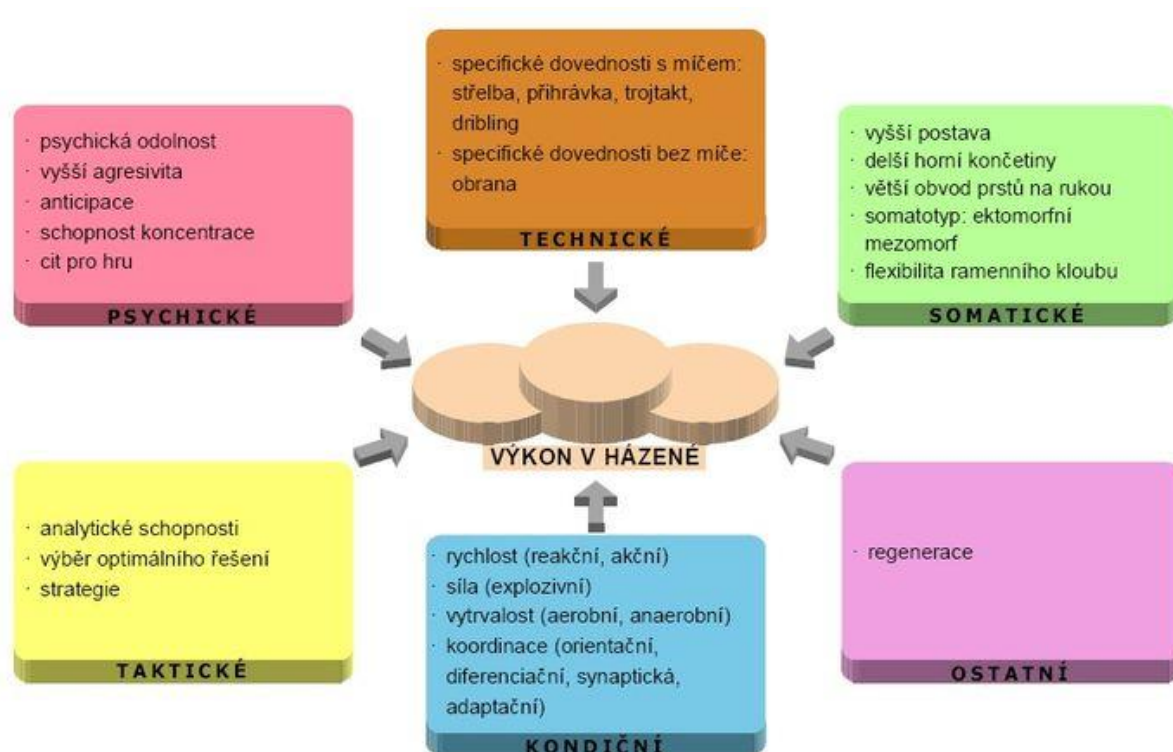 · specifické dovednosti s míčem:
střelba, přihrávka, trojtakt,
dribling
· specifické dovednosti bez míče:
obrana
TECHNICKÉ
· psychická odolnost
· vyšší agresivita
· anticipace
· schopnost koncentrace
· cit pro hru
PSYCHICKÉ
· vyšší postava
· delší horní končetiny
· větší obvod prstů na rukou
· somatotyp: ektomorfní
mezomorf
· flexibilita ramenního kloubu
SOMATICKÉ
VÝKON V HÁZENÉ
· analytické schopnosti
· výběr optimálního řešení
· strategie
TAKTICKÉ
· rychlost (reakční, akční)
· síla (explozivní)
· vytrvalost (aerobní, anaerobní)
· koordinace (orientační,
diferenciační, synaptická,
adaptační)
KONDIČNÍ
· regenerace
OSTATNÍ